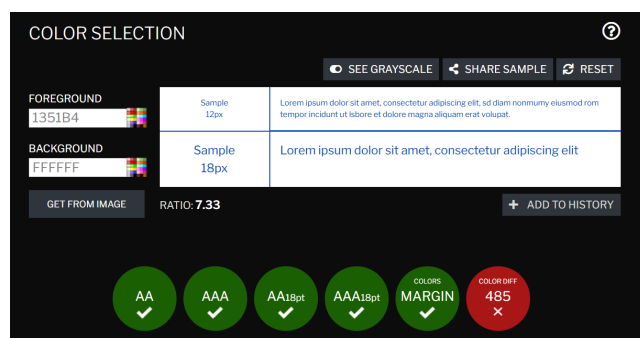 COLOR SELECTION
SEE GRAYSCALE SHARE SAMPLE RESET
FOREGROUND
1351B4
BACKGROUND
FFFFFF
Sample
12px
Lorem ipsum dolor sit amet, consectetur adipiscing elit, sd diam nonmumy eiusmod rom
tempor incidunt ut lsbore et dolore magna aliquam erat volupat.
Sample
18px
Lorem ipsum dolor sit amet, consectetur adipiscing elit
GET FROM IMAGE
RATIO: 7.33
+ ADD TO HISTORY
AA
AAA
AA18pt
AAA18pt
COLORS
MARGIN
COLOR DIFF
485